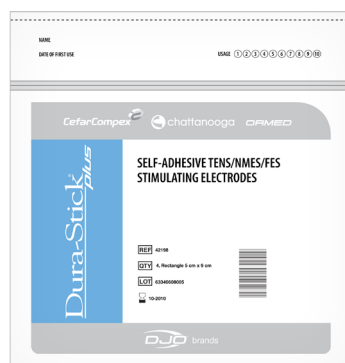 NAME
DATE OF FIRST USE
USAGE 1 2 3 4 5 6 7 8 9 10
CefarCompex chattanooga ORMED
Dura-Stick plus
SELF-ADHESIVE TENS/NMES/FES
STIMULATING ELECTRODES
REF 42198
QTY 4, Rectangle 5 cm x 9 cm
LOT 63340608005
10-2010
DJO brands